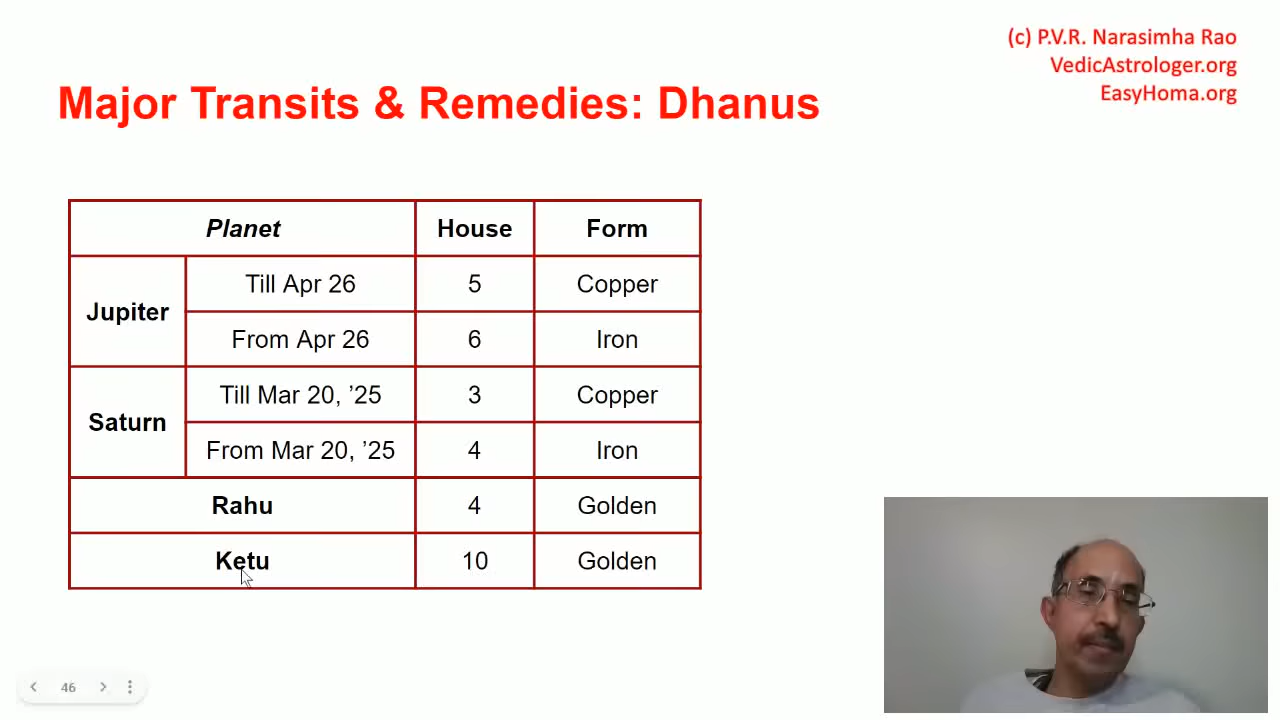 (c) P.V.R. Narasimha Rao
VedicAstrologer.org
EasyHoma.org
Major Transits & Remedies: Dhanus
Planet House Form
Jupiter Till Apr 26 5 Copper
From Apr 26 6 Iron
Saturn Till Mar 20, ’25 3 Copper
From Mar 20, ’25 4 Iron
Rahu 4 Golden
Ketu 10 Golden
46